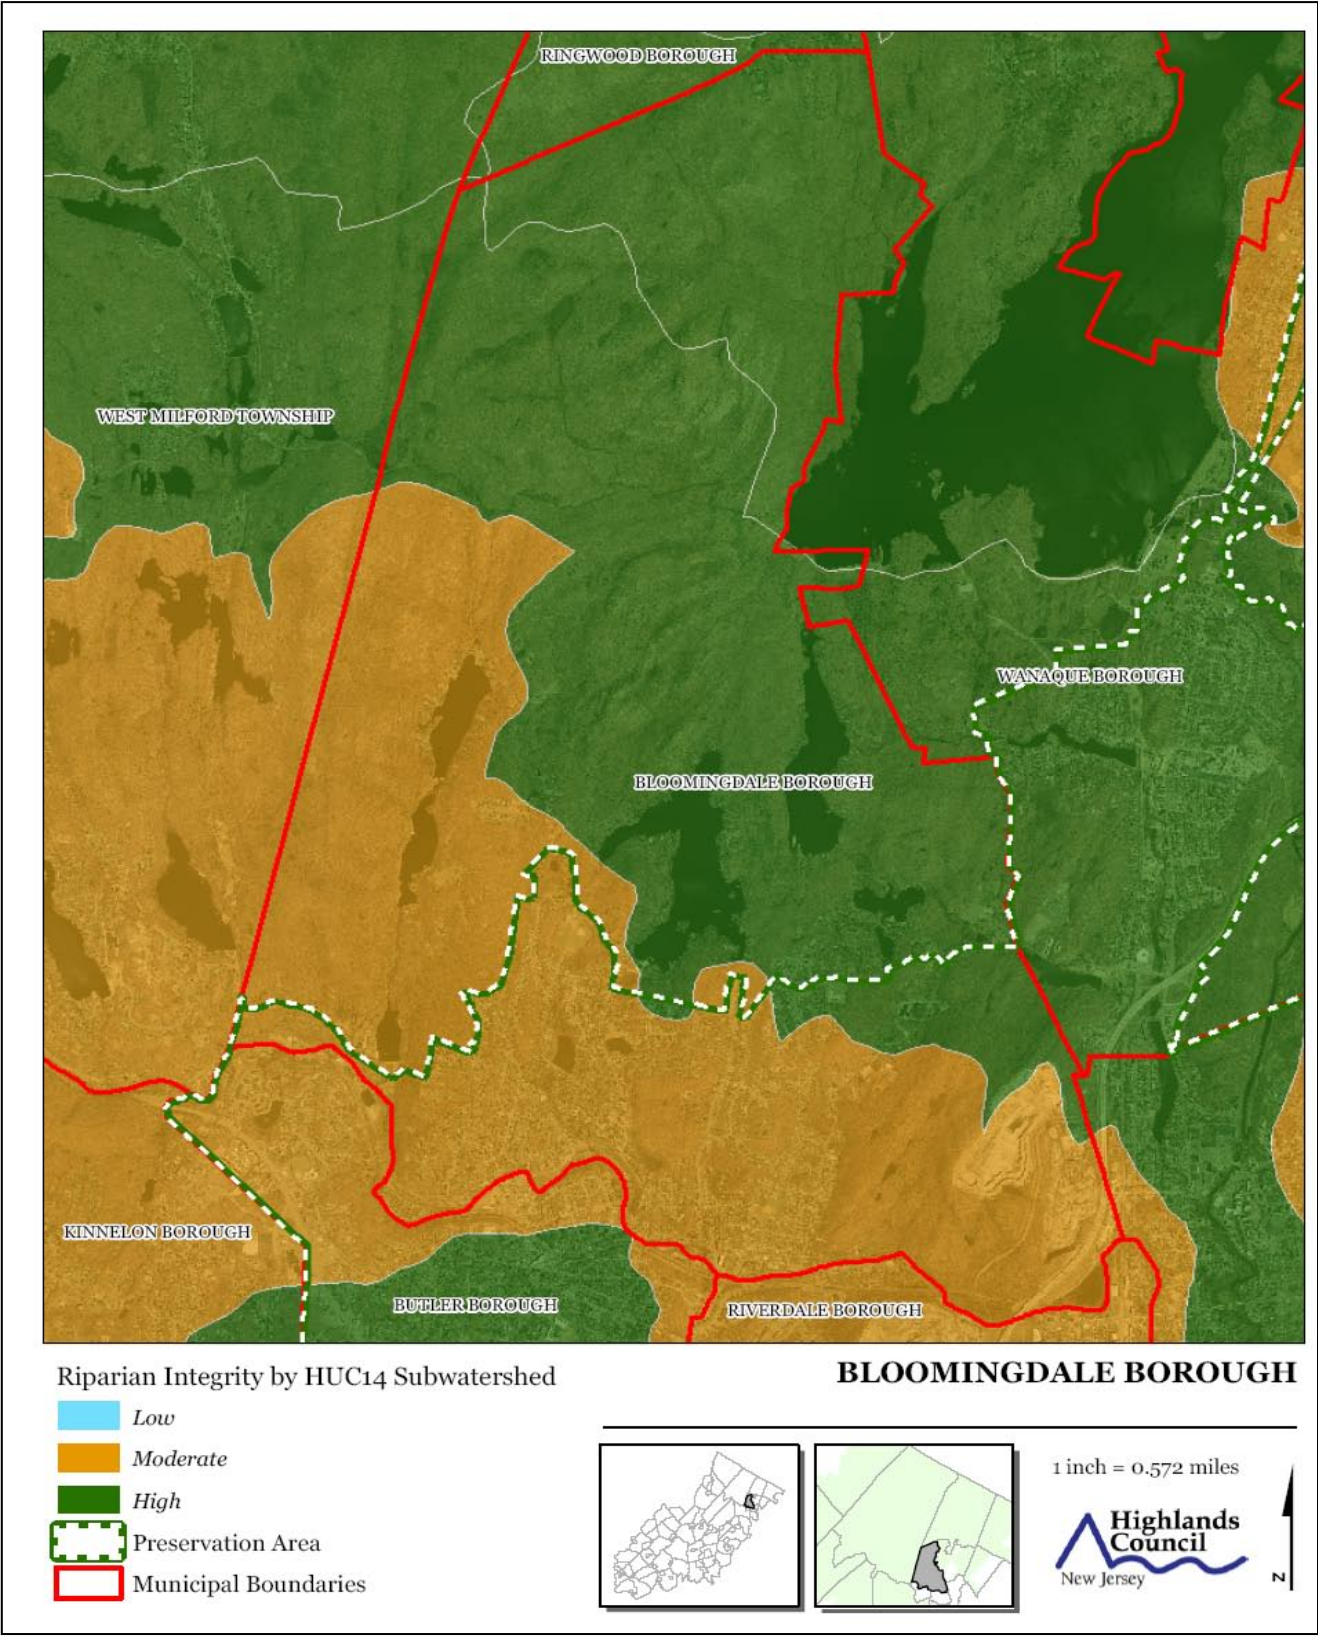 RINGWOOD BOROUGH
WEST MILFORD TOWNSHIP
WANAQUE BOROUGH
BLOOMINGDALE BOROUGH
KINNELON BOROUGH
BUTLER BOROUGH
RIVERDALE BOROUGH
Riparian Integrity by HUC14 Subwatershed
Low
Moderate
High
Preservation Area
Municipal Boundaries
BLOOMINGDALE BOROUGH
1 inch = 0.572 miles
Highlands
Council
New Jersey
N